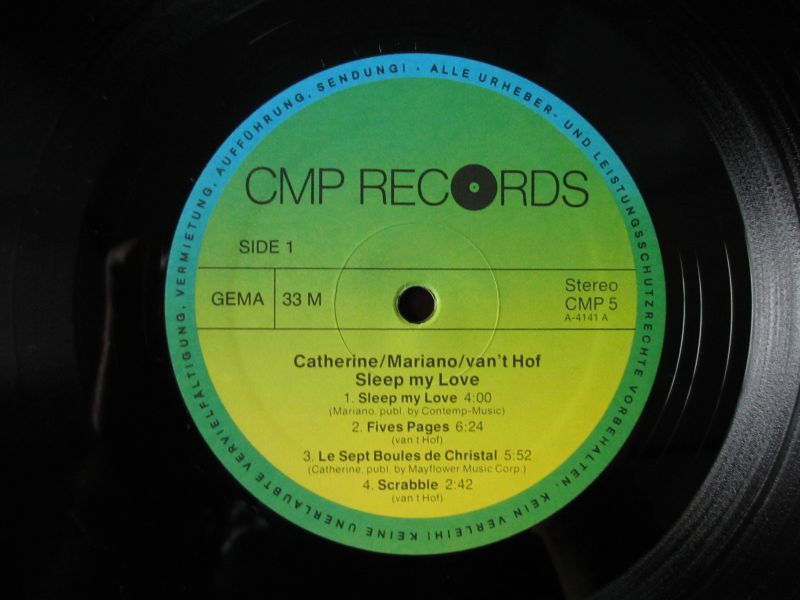 ALLE URHEBER- UND LEISTUNGSSCHUTZRECHTE VORBEHALTEN! KEIN VERLEIH! KEINE UNERLAUBTE VERVIELFÄLTIGUNG, VERMIETUNG, AUFFÜHRUNG, SENDUNG! ·
CMP RECORDS
SIDE 1
GEMA 33 M
Stereo
CMP 5
A-4141 A
Catherine/Mariano/van't Hof
Sleep my Love
1. Sleep my Love 4:00
(Mariano, publ. by Contemp-Music)
2. Fives Pages 6:24
(van't Hof)
3. Le Sept Boules de Christal 5:52
(Catherine, publ. by Mayflower Music Corp.)
4. Scrabble 2:42
(van't Hof)